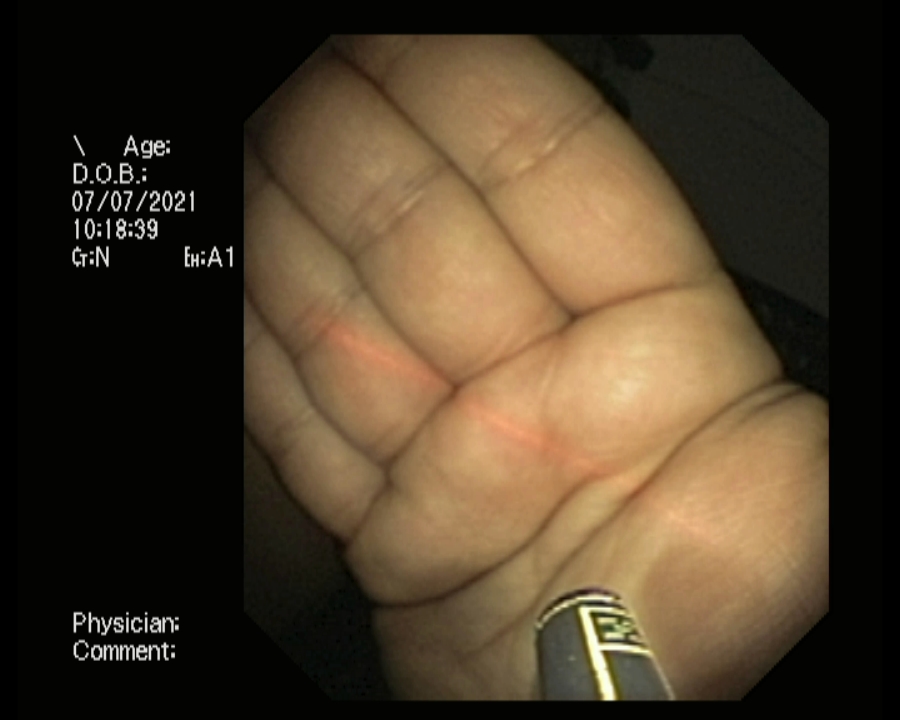 \ Age:
D.O.B.:
07/07/2021
10:18:39
Cr:N EH:A1
Physician:
Comment: